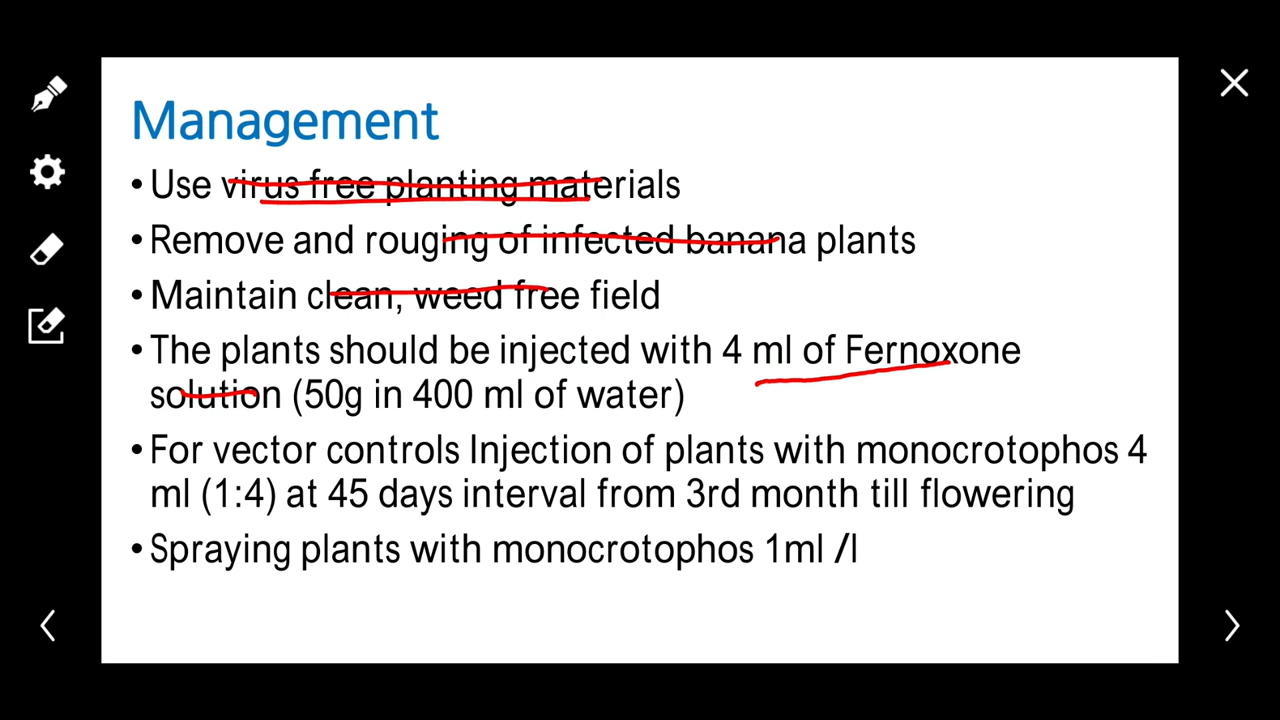 Management
• Use virus free planting materials
• Remove and rouging of infected banana plants
• Maintain clean, weed free field
• The plants should be injected with 4 ml of Fernoxone
solution (50g in 400 ml of water)
• For vector controls Injection of plants with monocrotophos 4
ml (1:4) at 45 days interval from 3rd month till flowering
• Spraying plants with monocrotophos 1ml /l